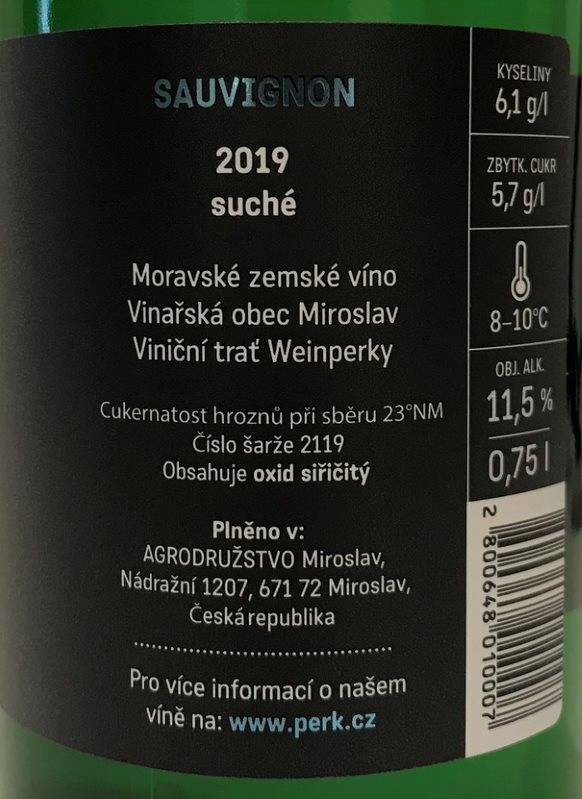 SAUVIGNON
2019
suché
Moravské zemské víno
Vinařská obec Miroslav
Viniční trať Weinperky
Cukernatost hroznů při sběru 23°NM
Číslo šarže 2119
Obsahuje oxid siřičitý
Plněno v:
AGRODRUŽSTVO Miroslav,
Nádražní 1207, 671 72 Miroslav,
Česká republika
Pro více informací o našem
víně na: www.perk.cz
KYSELINY
6,1 g/l
ZBYTK. CUKR
5,7 g/l
8–10°C
OBJ. ALK.
11,5 %
0,75 l
2 800648 010007